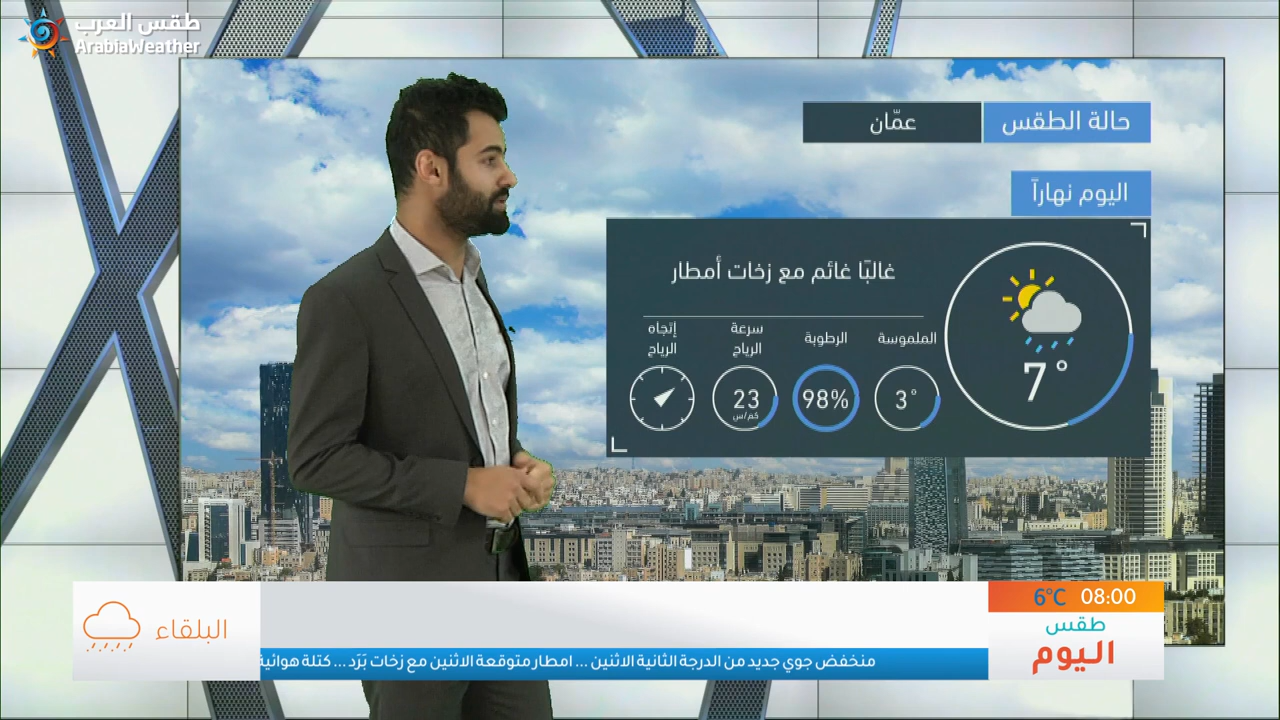 طقس العرب
ArabiaWeather
حالة الطقس
عمّان
اليوم نهاراً
غالبًا غائم مع زخات أمطار
7°
الملموسة
3°
الرطوبة
98%
سرعة
الرياح
23
كم/س
إتجاه
الرياح
6°C 08:00
طقس
اليوم
البلقاء
منخفض جوي جديد من الدرجة الثانية الاثنين ... امطار متوقعة الاثنين مع زخات بَرَد ... كتلة هوائية